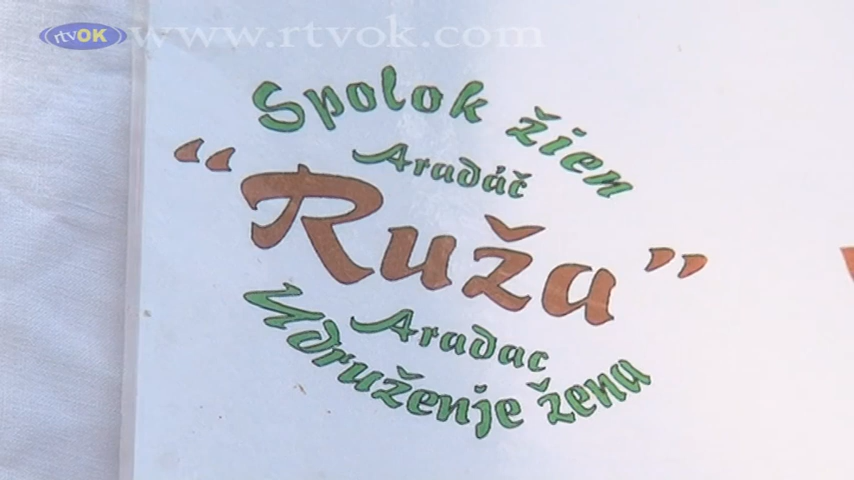 rtvOK www.rtvok.com
Spolok žien
Aradáč
"Ruža"
Aradac
Udruženje žena